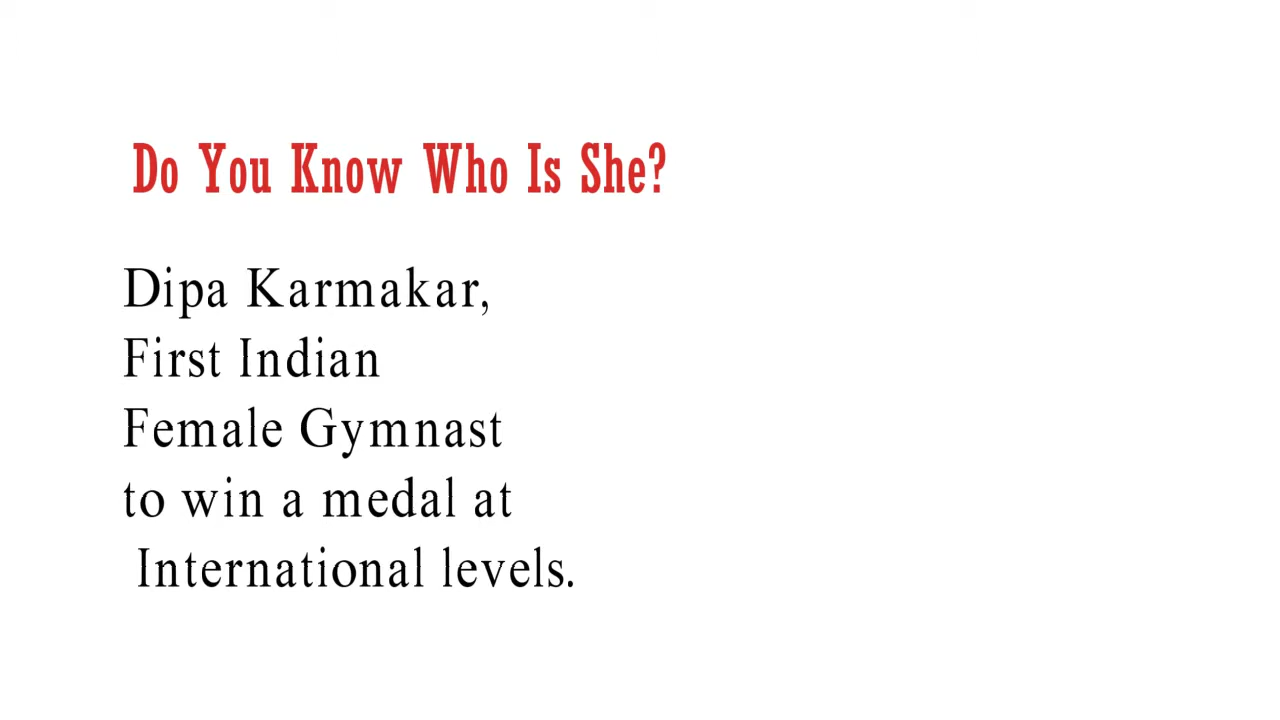 Do You Know Who Is She?
Dipa Karmakar,
First Indian
Female Gymnast
to win a medal at
International levels.